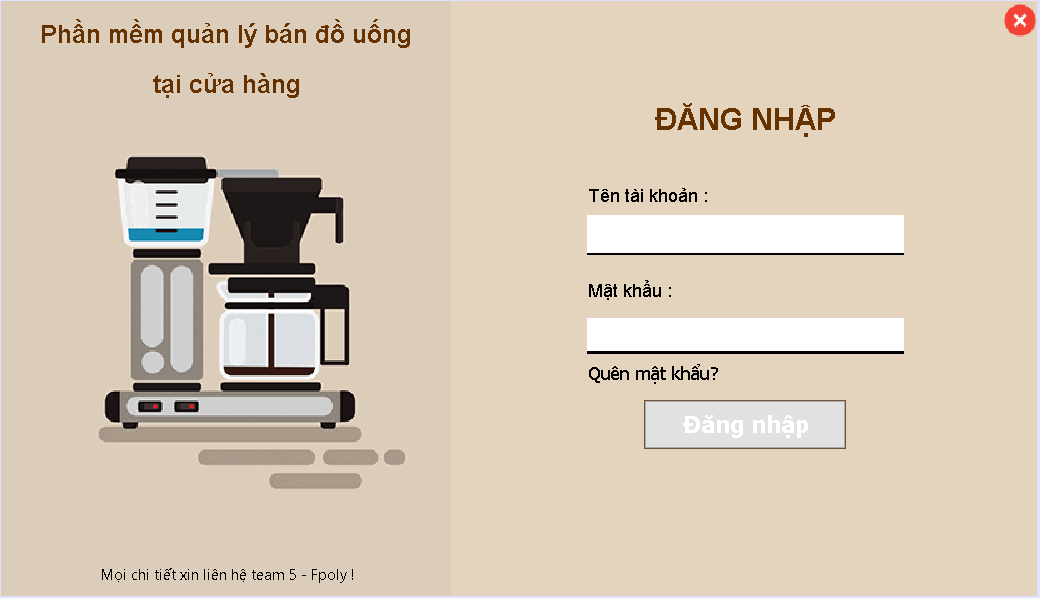 Phần mềm quản lý bán đồ uống
tại cửa hàng
ĐĂNG NHẬP
Tên tài khoản :
Mật khẩu :
Quên mật khẩu?
Đăng nhập
Mọi chi tiết xin liên hệ team 5 - Fpoly !